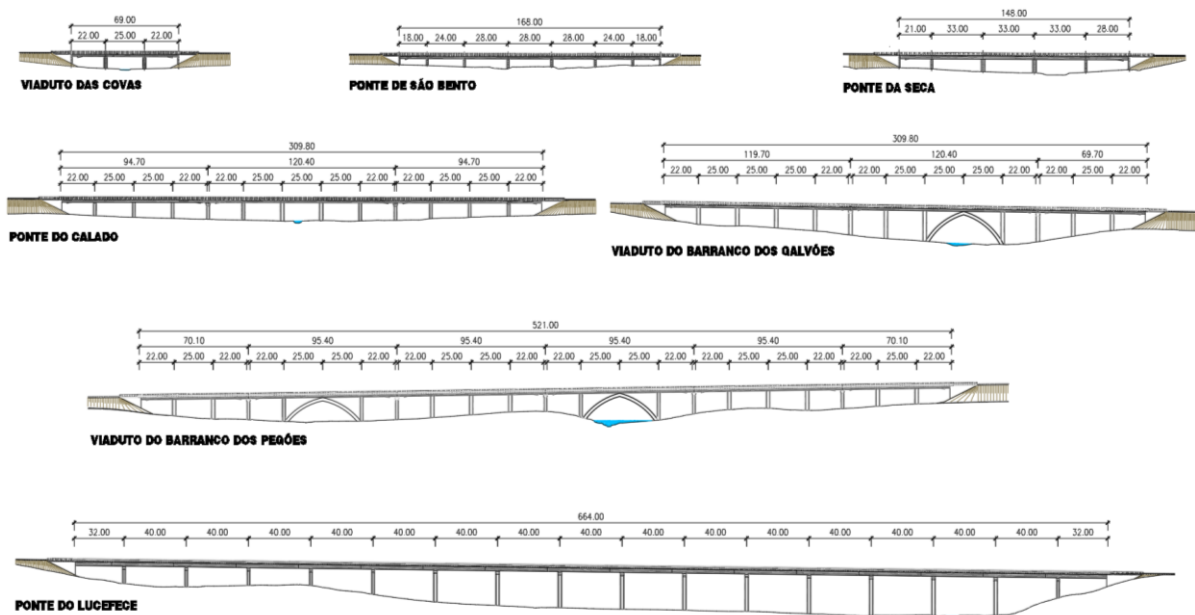 69.00
22.00 25.00 22.00
VIADUTO DAS COVAS
168.00
18.00 24.00 28.00 28.00 28.00 24.00 18.00
PONTE DE SÃO BENTO
148.00
21.00 33.00 33.00 33.00 28.00
PONTE DA SECA
309.80
94.70 120.40 94.70
22.00 25.00 25.00 22.00 22.00 25.00 25.00 25.00 22.00 22.00 25.00 25.00 22.00
PONTE DO CALADO
309.80
119.70 120.40 69.70
22.00 25.00 25.00 25.00 22.00 22.00 25.00 25.00 25.00 22.00 22.00 25.00 22.00
VIADUTO DO BARRANCO DOS GALVÕES
521.00
70.10 95.40 95.40 95.40 95.40 70.10
22.00 25.00 22.00 22.00 25.00 25.00 22.00 22.00 25.00 25.00 22.00 22.00 25.00 25.00 22.00 22.00 25.00 25.00 22.00 22.00 25.00 22.00
VIADUTO DO BARRANCO DOS PEGÕES
664.00
32.00 40.00 40.00 40.00 40.00 40.00 40.00 40.00 40.00 40.00 40.00 40.00 40.00 40.00 40.00 40.00 32.00
PONTE DO LUCEFECE